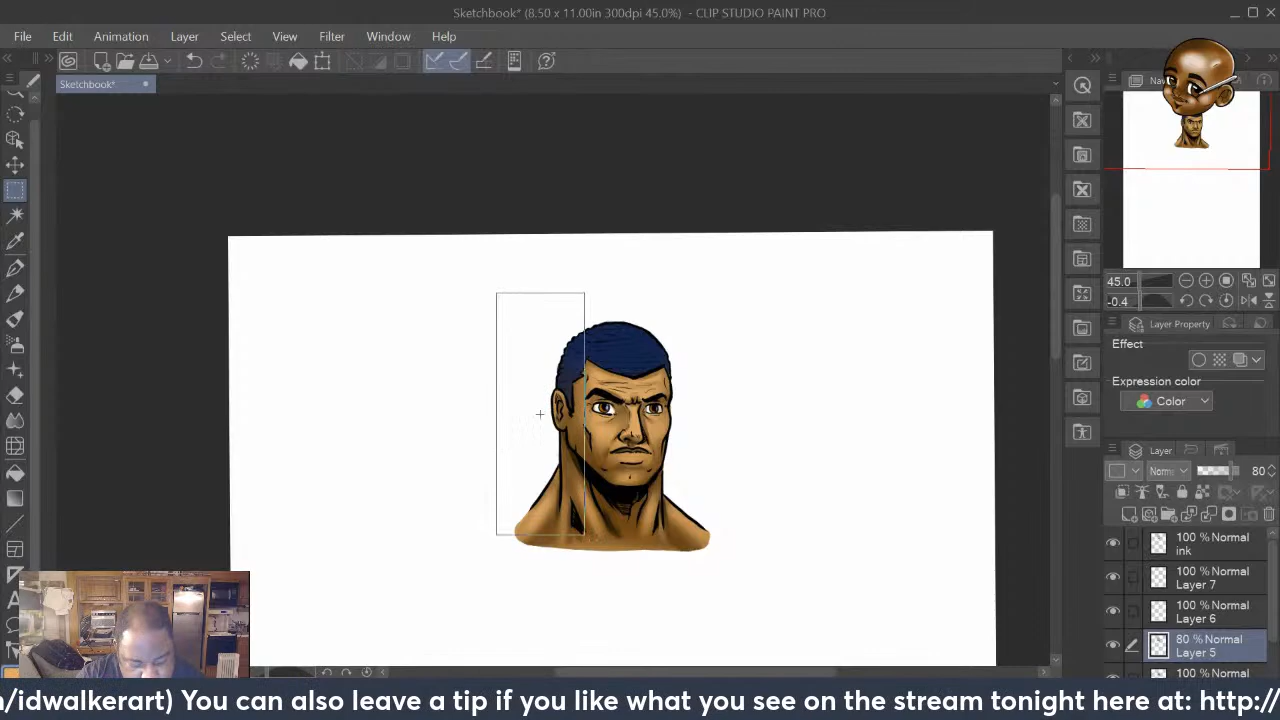 Sketchbook* (8.50 x 11.00in 300dpi 45.0%) - CLIP STUDIO PAINT PRO
File Edit Animation Layer Select View Filter Window Help
Sketchbook*
45.0
-0.4
Layer Property
Effect
Expression color
Color
Layer
Norm 80
100 % Normal
ink
100 % Normal
Layer 7
100 % Normal
Layer 6
80 % Normal
Layer 5
100 % Normal
n/idwalkerart) You can also leave a tip if you like what you see on the stream tonight here at: http://